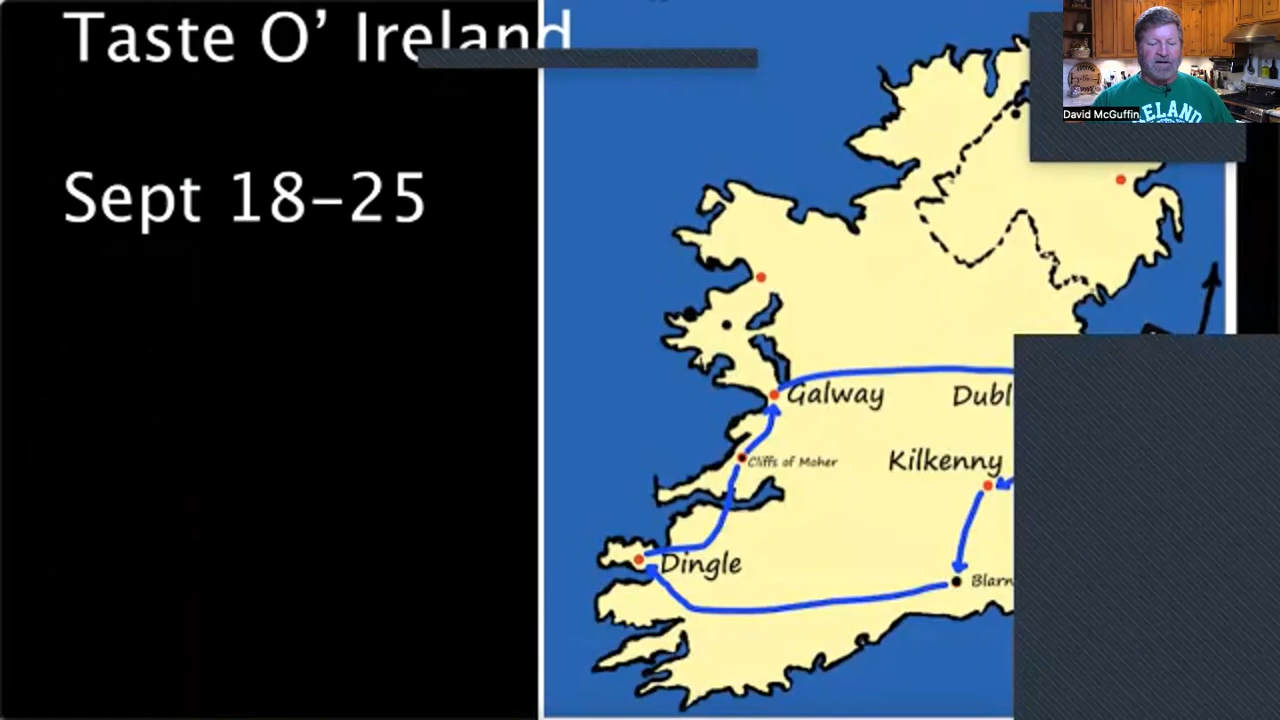 Taste O’ Ireland
Sept 18–25
David McGuffin
Galway
Cliffs of Moher
Kilkenny
Dingle